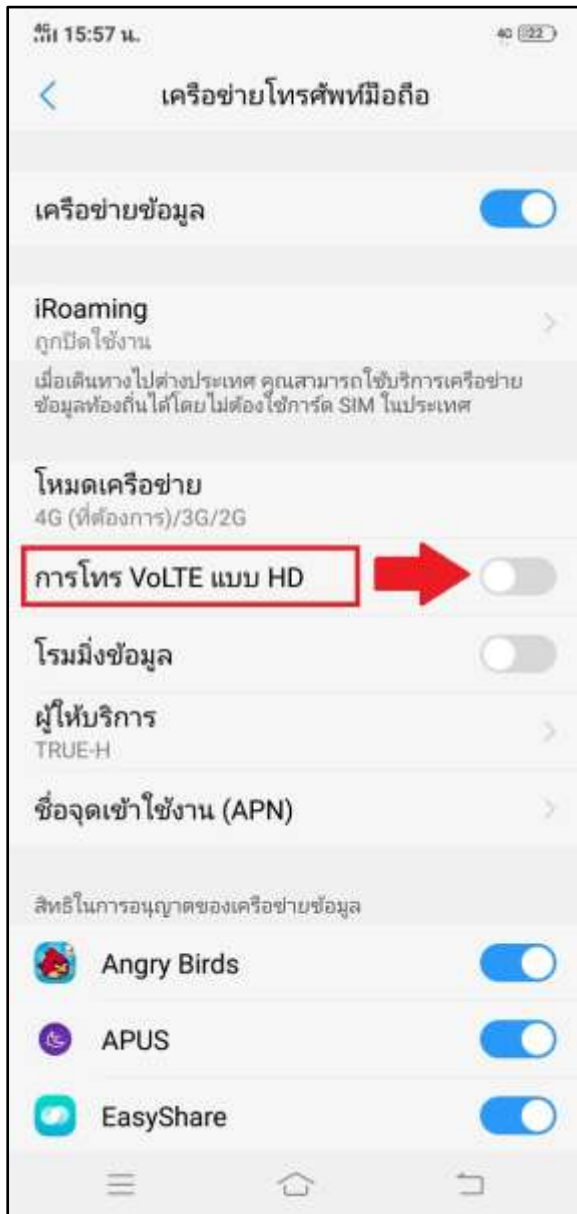 4G 15:57 น. 4G 22
เครือข่ายโทรศัพท์มือถือ
เครือข่ายข้อมูล
iRoaming
ถูกปิดใช้งาน
เมื่อเดินทางไปต่างประเทศ คุณสามารถใช้บริการเครือข่าย
ข้อมูลท้องถิ่นได้โดยไม่ต้องใช้การ์ด SIM ในประเทศ
โหมดเครือข่าย
4G (ที่ต้องการ)/3G/2G
การโทร VoLTE แบบ HD
โรมมิ่งข้อมูล
ผู้ให้บริการ
TRUE-H
ชื่อจุดเข้าใช้งาน (APN)
สิทธิในการอนุญาตของเครือข่ายข้อมูล
Angry Birds
APUS
EasyShare